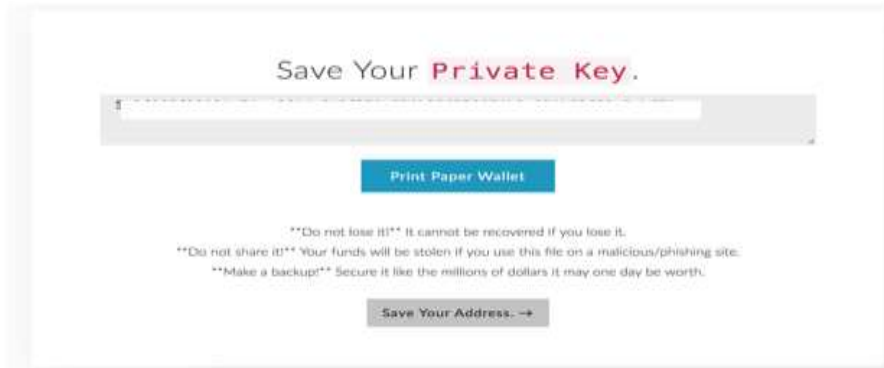 Save Your Private Key.
Print Paper Wallet
**Do not lose it!** It cannot be recovered if you lose it.
**Do not share it!** Your funds will be stolen if you use this file on a malicious/phishing site.
**Make a backup!** Secure it like the millions of dollars it may one day be worth.
Save Your Address. →